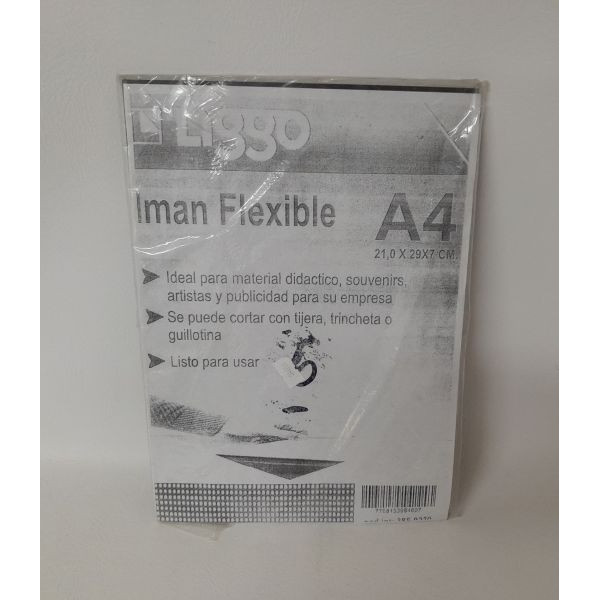 Liggo
Iman Flexible
A4
21,0 X 29X7 CM.
Ideal para material didactico, souvenirs,
artistas y publicidad para su empresa
Se puede cortar con tijera, trincheta o
guillotina
Listo para usar